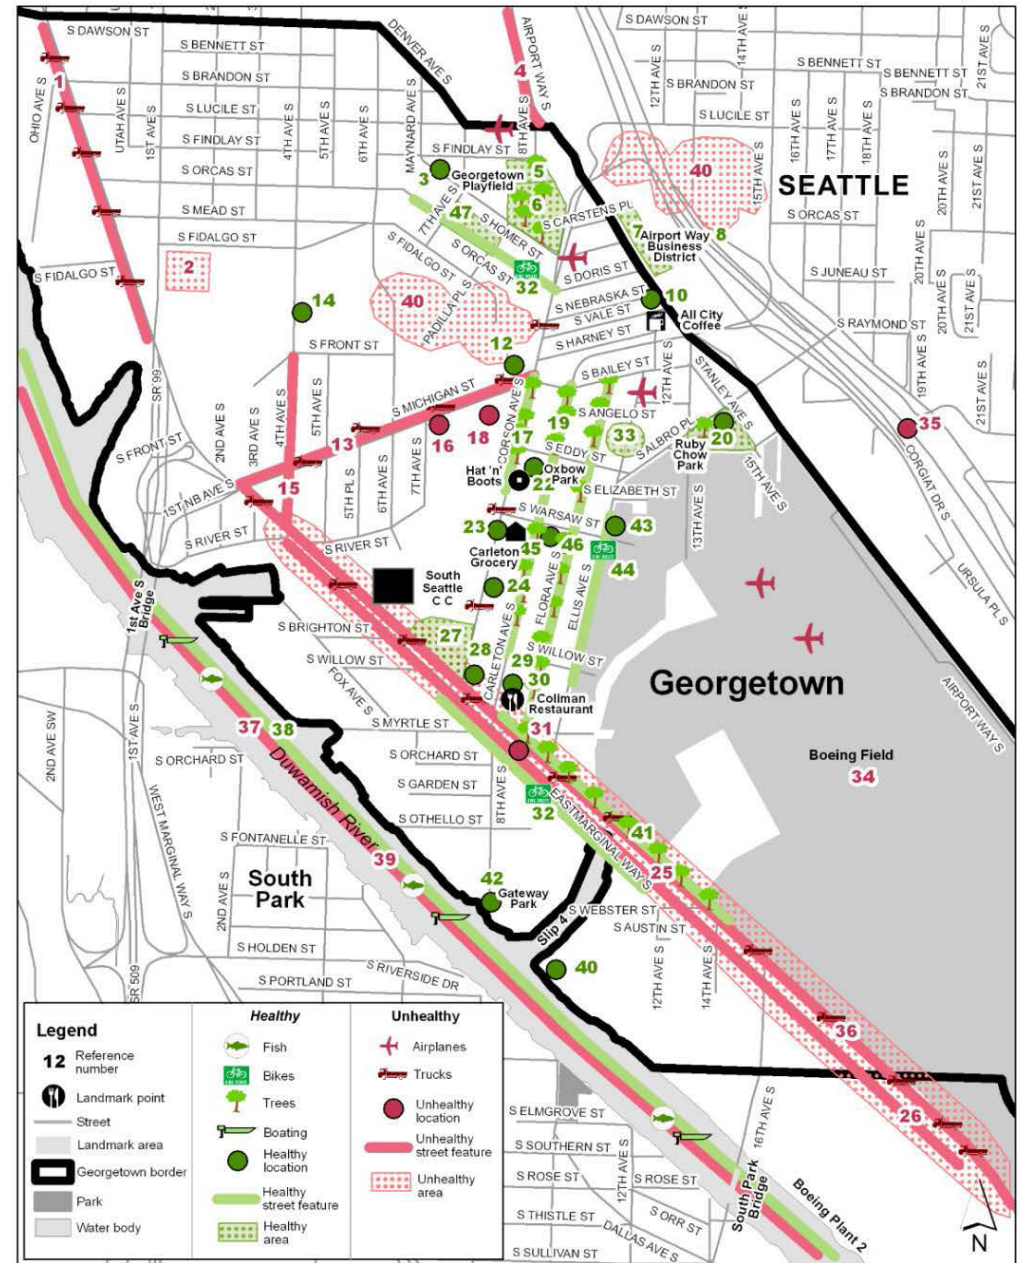 S DAWSON ST
S BENNETT ST
S BRANDON ST
S LUCILE ST
S FINDLAY ST
S ORCAS ST
S MEAD ST
S FIDALGO ST
S FIDALGO ST
OHIO AVE S
UTAH AVE S
1ST AVE S
4TH AVE S
5TH AVE S
6TH AVE S
MAYNARD AVE S
DENVER AVE S
AIRPORT WAY S
8TH AVE S
S FINDLAY ST
Georgetown
Playfield
7TH AVE S
S HOMER ST
S ORCAS ST
S FIDALGO ST
PADILLA PL S
S CARSTENS PL
Airport Way
Business
District
S DORIS ST
S NEBRASKA ST
S VALE ST
S HARNEY ST
All City
Coffee
S BAILEY ST
12TH AVE S
STANLEY AVE S
S DAWSON ST
14TH AVE S
12TH AVE S
S BRANDON ST
S LUCILE ST
S BENNETT ST
S BENNETT ST
S BRANDON ST
21ST AVE S
15TH AVE S
16TH AVE S
17TH AVE S
18TH AVE S
20TH AVE S
21ST AVE S
SEATTLE
S ORCAS ST
S JUNEAU ST
S RAYMOND ST
20TH AVE S
20TH AVE S
21ST AVE S
19TH AVE S
21ST AVE S
1
2
3
4
5
6
7
8
10
12
13
14
15
16
17
18
19
20
22
23
24
25
26
27
28
29
30
31
32
32
33
34
35
36
37
38
39
40
40
40
41
42
43
44
45
46
47
S FRONT ST
S MICHIGAN ST
SR 99
S FRONT ST
2ND AVE S
3RD AVE S
4TH AVE S
5TH AVE S
1ST NB AVE S
5TH PL S
6TH AVE S
7TH AVE S
S RIVER ST
S RIVER ST
CORSON AVE S
S ANGELO ST
S EDDY ST
S ALBRO PL
Ruby
Chow
Park
15TH AVE S
Hat 'n'
Boots
Oxbow
Park
S ELIZABETH ST
S WARSAW ST
13TH AVE S
Carleton
Grocery
South
Seattle
C C
FLORA AVE S
ELLIS AVE S
CARLETON AVE S
S WILLOW ST
Collman
Restaurant
CORGIAT DR S
URSULA PL S
AIRPORT WAY S
Georgetown
Boeing Field
1st Ave S
Bridge
S BRIGHTON ST
S WILLOW ST
FOX AVE S
S MYRTLE ST
S ORCHARD ST
S GARDEN ST
S OTHELLO ST
8TH AVE S
EAST MARGINAL WAY S
2ND AVE SW
1ST AVE S
S ORCHARD ST
WEST MARGINAL WAY S
Duwamish River
S FONTANELLE ST
South
Park
2ND AVE S
S HOLDEN ST
S PORTLAND ST
S RIVERSIDE DR
SR 509
Gateway
Park
Slip 4
S WEBSTER ST
S AUSTIN ST
12TH AVE S
14TH AVE S
S ELMGROVE ST
S SOUTHERN ST
S ROSE ST
S ROSE ST
12TH AVE S
S THISTLE ST
S ORR ST
DALLAS AVE S
S SULLIVAN ST
16TH AVE S
South Park
Bridge
Boeing Plant 2
N
Legend
12 Reference
number
Landmark point
Street
Landmark area
Georgetown border
Park
Water body
Healthy
Fish
Bikes
Trees
Boating
Healthy
location
Healthy
street feature
Healthy
area
Unhealthy
Airplanes
Trucks
Unhealthy
location
Unhealthy
street feature
Unhealthy
area